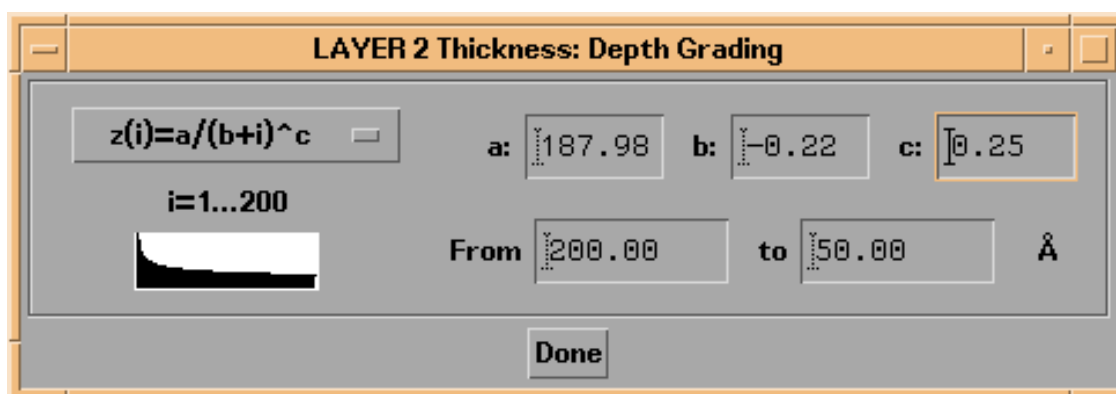 LAYER 2 Thickness: Depth Grading
z(i)=a/(b+i)^c a: 187.98 b: -0.22 c: 0.25
i=1...200
From 200.00 to 50.00 Å
Done